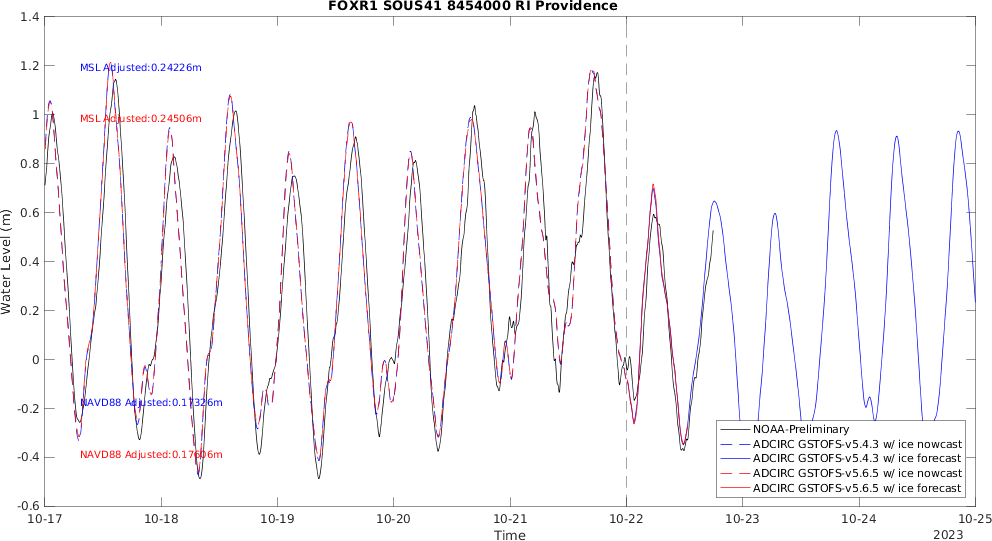 FOXR1 SOUS41 8454000 RI Providence
1.4
1.2
1
0.8
0.6
0.4
0.2
0
-0.2
-0.4
-0.6
Water Level (m)
MSL Adjusted:0.24226m
MSL Adjusted:0.24506m
NAVD88 Adjusted:0.17326m
NAVD88 Adjusted:0.17606m
NOAA-Preliminary
ADCIRC GSTOFS-v5.4.3 w/ ice nowcast
ADCIRC GSTOFS-v5.4.3 w/ ice forecast
ADCIRC GSTOFS-v5.6.5 w/ ice nowcast
ADCIRC GSTOFS-v5.6.5 w/ ice forecast
10-17 10-18 10-19 10-20 10-21 10-22 10-23 10-24 10-25
Time
2023